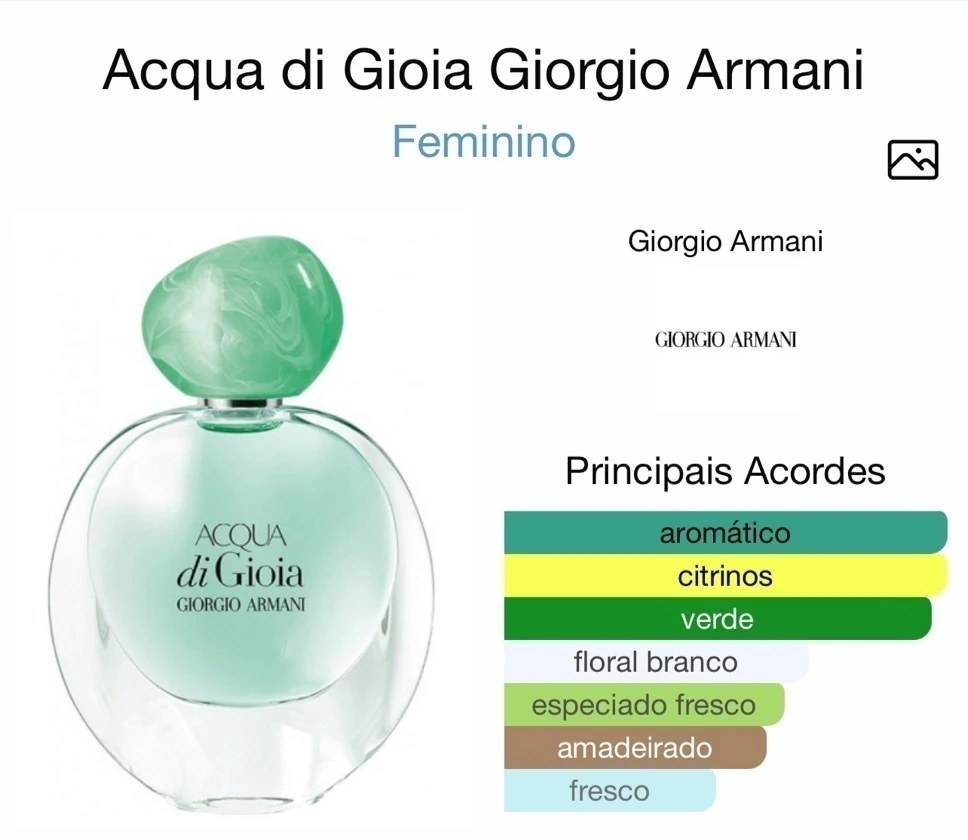 Acqua di Gioia Giorgio Armani
Feminino
Giorgio Armani
GIORGIO ARMANI
ACQUA
di Gioia
GIORGIO ARMANI
Principais Acordes
aromático
citrinos
verde
floral branco
especiado fresco
amadeirado
fresco